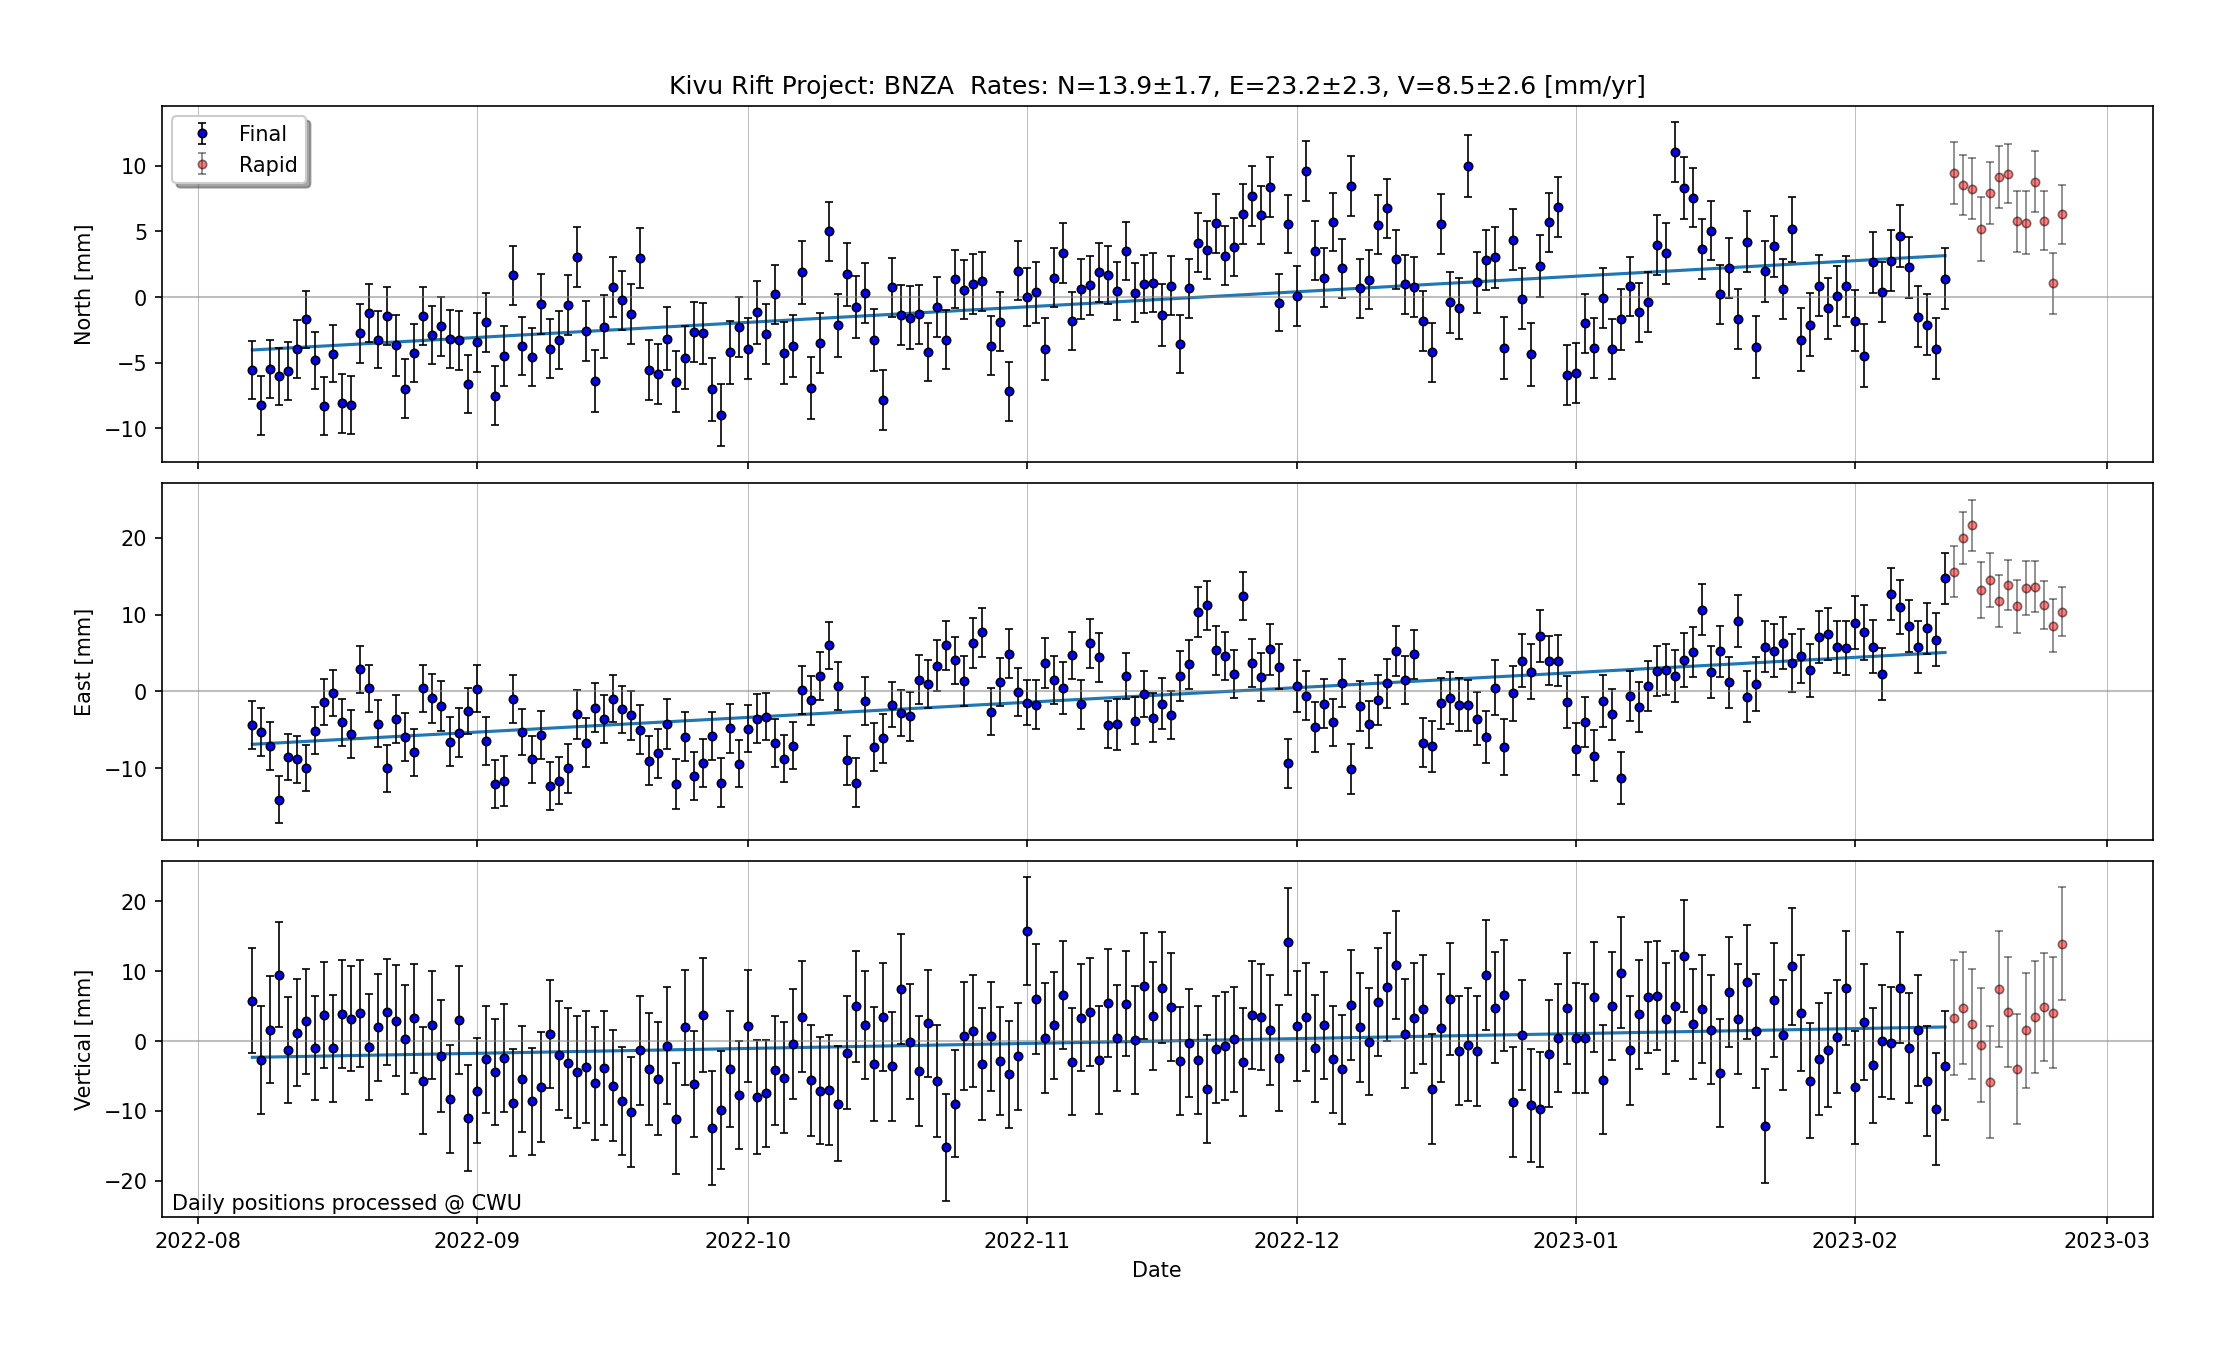 Kivu Rift Project: BNZA  Rates: N=13.9±1.7, E=23.2±2.3, V=8.5±2.6 [mm/yr]
Final
Rapid
North [mm]
10
5
0
−5
−10
East [mm]
20
10
0
−10
Vertical [mm]
20
10
0
−10
−20
Daily positions processed @ CWU
2022-08 2022-09 2022-10 2022-11 2022-12 2023-01 2023-02 2023-03
Date